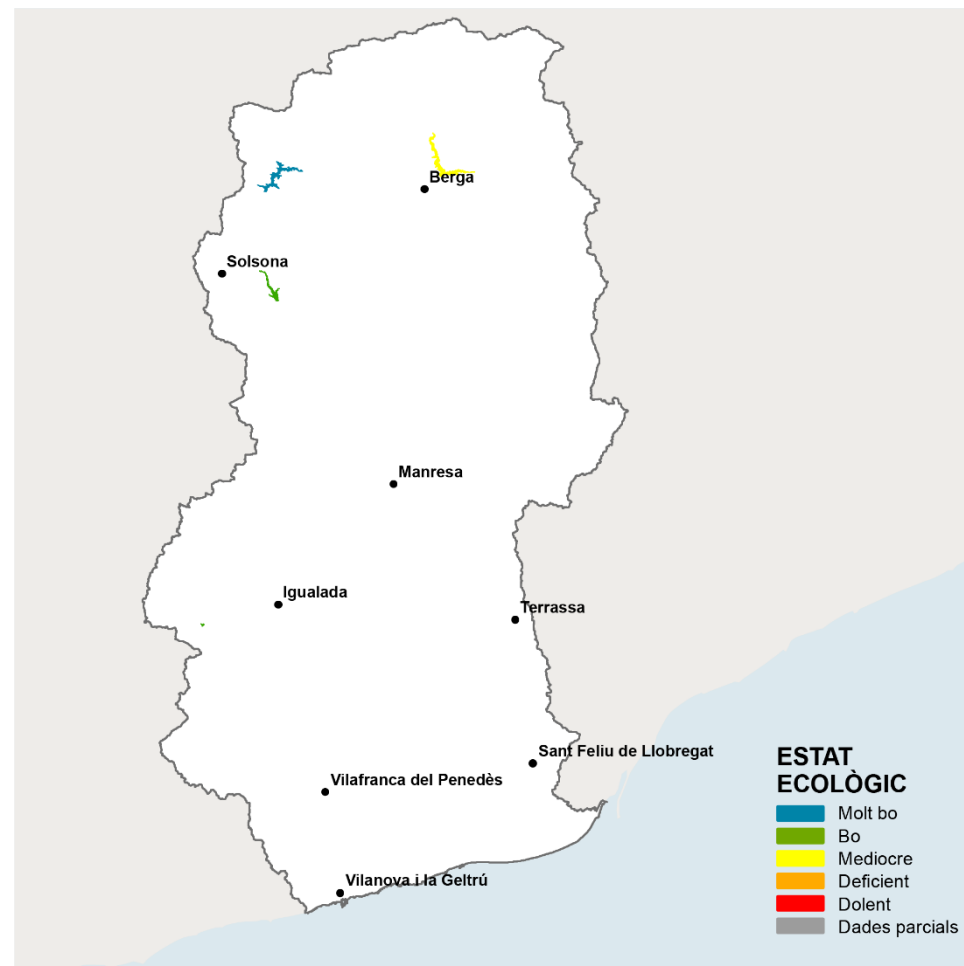 Berga
Solsona
Manresa
Igualada
Terrassa
Sant Feliu de Llobregat
Vilafranca del Penedès
Vilanova i la Geltrú
ESTAT
ECOLÒGIC
Molt bo
Bo
Mediocre
Deficient
Dolent
Dades parcials